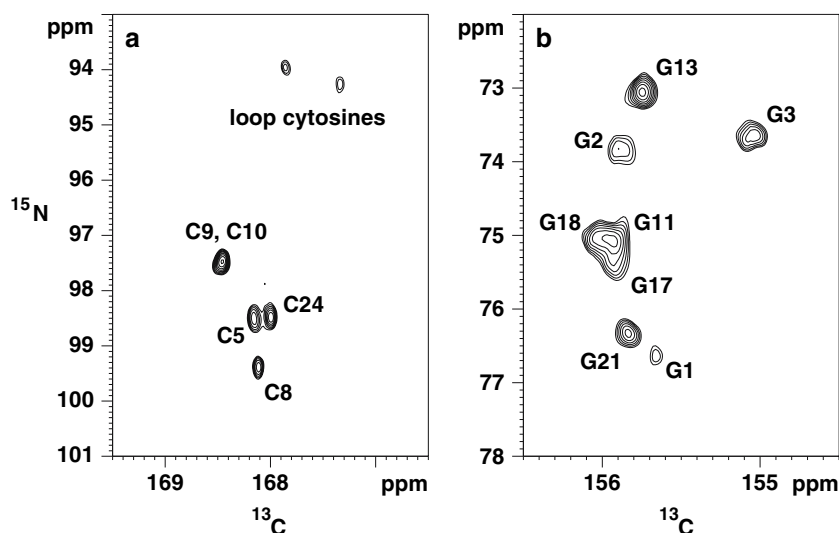 ppm
a
94
95
96
97
98
99
100
101
15N
loop cytosines
C9, C10
C24
C5
C8
169
168
ppm
13C
ppm
b
73
74
75
76
77
78
G13
G3
G2
G18
G11
G17
G21
G1
156
155
ppm
13C